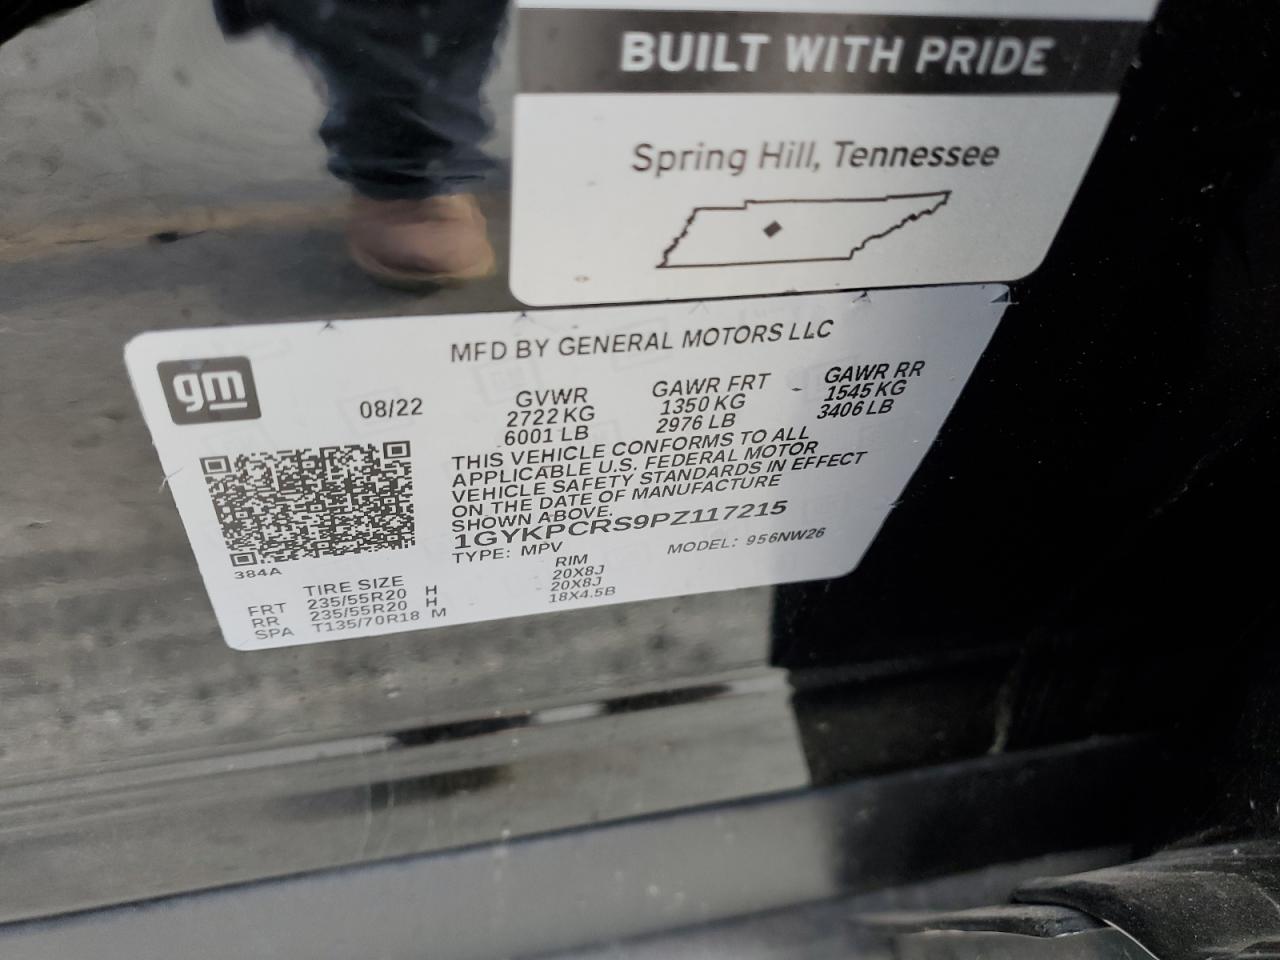 BUILT WITH PRIDE
Spring Hill, Tennessee
MFD BY GENERAL MOTORS LLC
gm
08/22
GVWR
2722 KG
6001 LB
GAWR FRT
1350 KG
2976 LB
GAWR RR
1545 KG
3406 LB
THIS VEHICLE CONFORMS TO ALL
APPLICABLE U.S. FEDERAL MOTOR
VEHICLE SAFETY STANDARDS IN EFFECT
ON THE DATE OF MANUFACTURE
SHOWN ABOVE.
1GYKPCRS9PZ117215
TYPE: MPV MODEL: 956NW26
384A
TIRE SIZE RIM
FRT 235/55R20 H 20X8J
RR 235/55R20 H 20X8J
SPA T135/70R18 M 18X4.5B